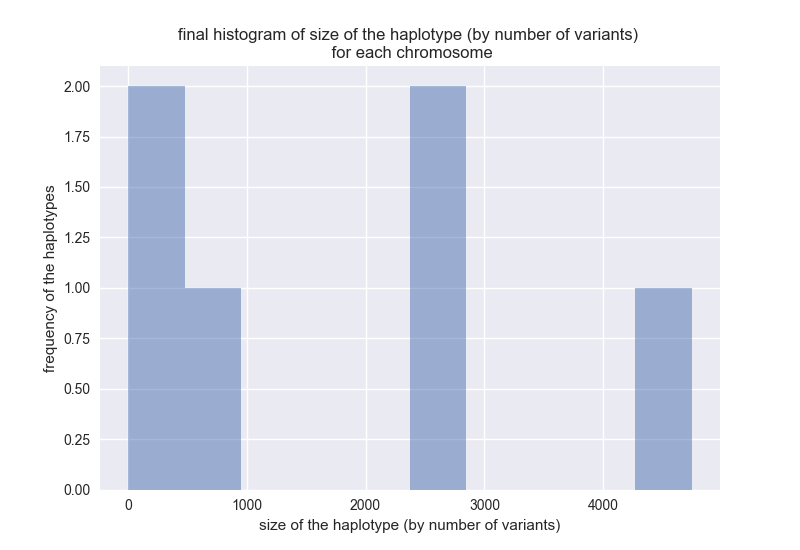 final histogram of size of the haplotype (by number of variants)
for each chromosome
2.00
1.75
1.50
1.25
1.00
0.75
0.50
0.25
0.00
frequency of the haplotypes
0 1000 2000 3000 4000
size of the haplotype (by number of variants)